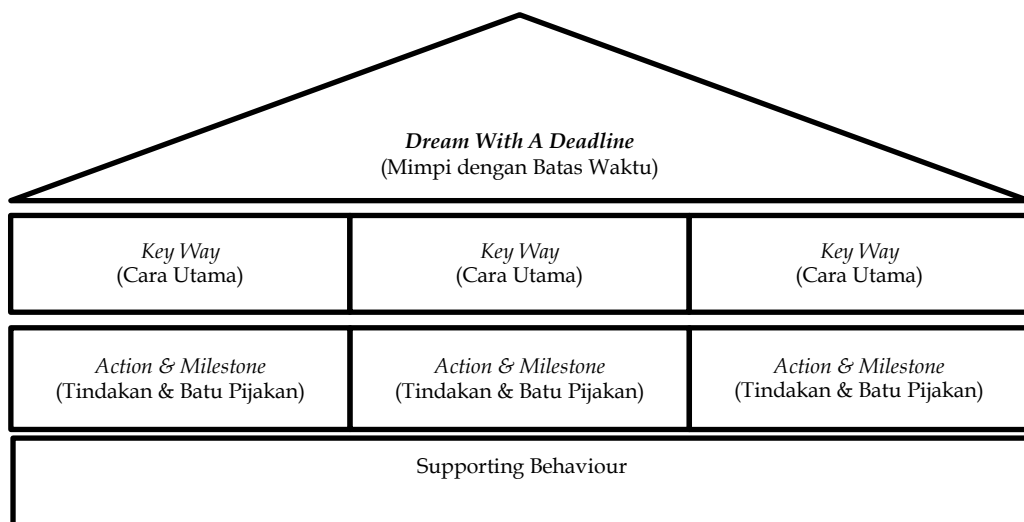 Dream With A Deadline
(Mimpi dengan Batas Waktu)
Key Way
(Cara Utama)
Key Way
(Cara Utama)
Key Way
(Cara Utama)
Action & Milestone
(Tindakan & Batu Pijakan)
Action & Milestone
(Tindakan & Batu Pijakan)
Action & Milestone
(Tindakan & Batu Pijakan)
Supporting Behaviour